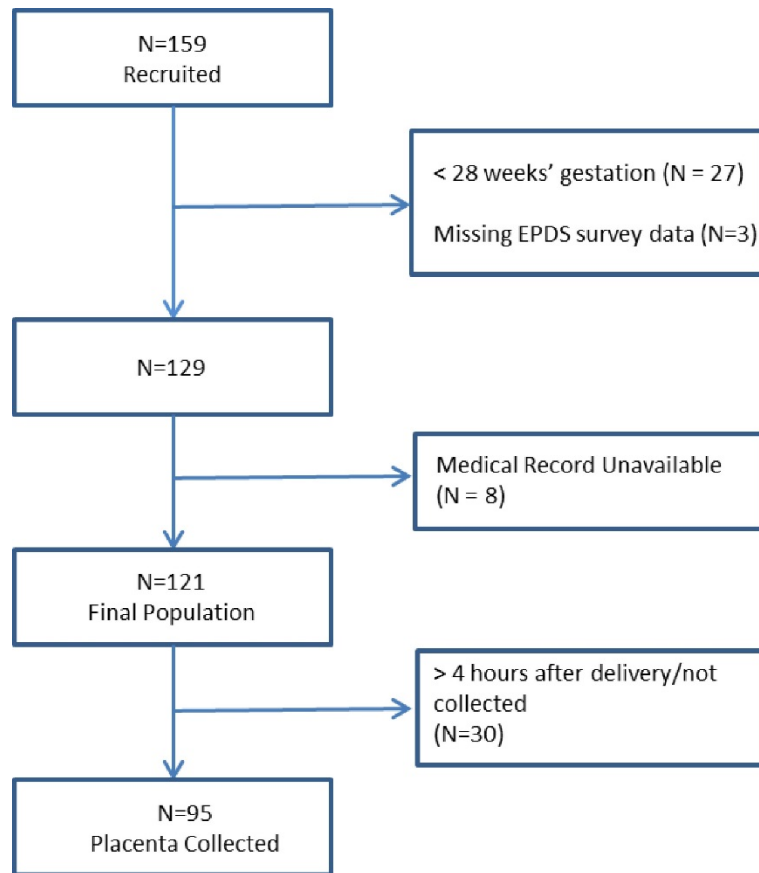 N=159
Recruited
< 28 weeks’ gestation (N = 27)
Missing EPDS survey data (N=3)
N=129
Medical Record Unavailable
(N = 8)
N=121
Final Population
> 4 hours after delivery/not
collected
(N=30)
N=95
Placenta Collected